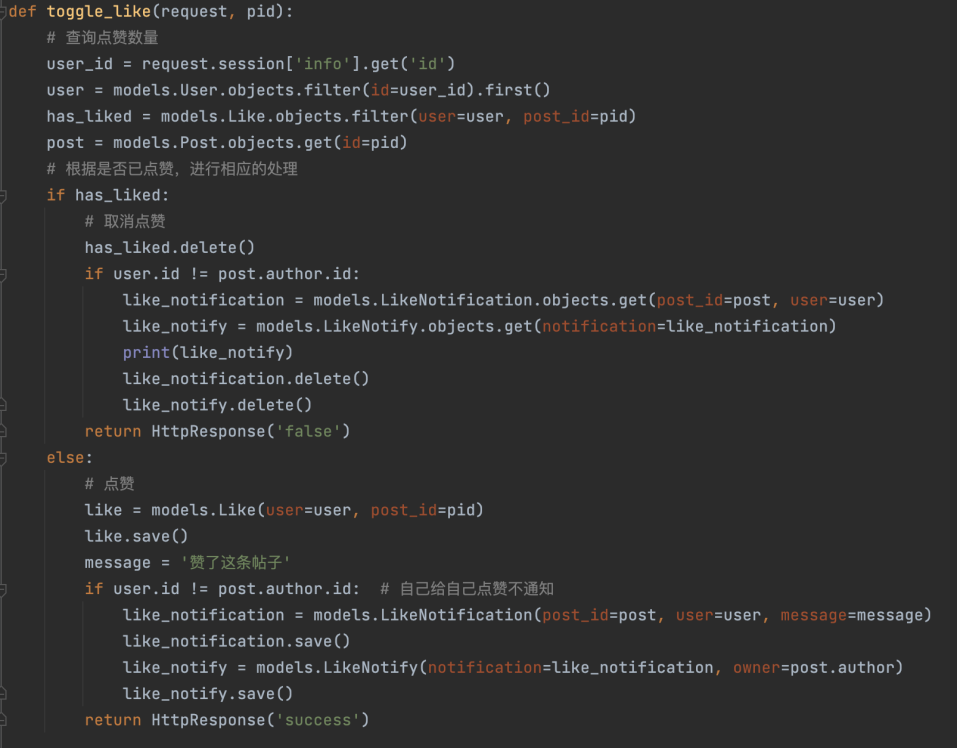 def toggle_like(request, pid):
    # 查询点赞数量
    user_id = request.session['info'].get('id')
    user = models.User.objects.filter(id=user_id).first()
    has_liked = models.Like.objects.filter(user=user, post_id=pid)
    post = models.Post.objects.get(id=pid)
    # 根据是否已点赞，进行相应的处理
    if has_liked:
        # 取消点赞
        has_liked.delete()
        if user.id != post.author.id:
            like_notification = models.LikeNotification.objects.get(post_id=post, user=user)
            like_notify = models.LikeNotify.objects.get(notification=like_notification)
            print(like_notify)
            like_notification.delete()
            like_notify.delete()
        return HttpResponse('false')
    else:
        # 点赞
        like = models.Like(user=user, post_id=pid)
        like.save()
        message = '赞了这条帖子'
        if user.id != post.author.id:  # 自己给自己点赞不通知
            like_notification = models.LikeNotification(post_id=post, user=user, message=message)
            like_notification.save()
            like_notify = models.LikeNotify(notification=like_notification, owner=post.author)
            like_notify.save()
        return HttpResponse('success')